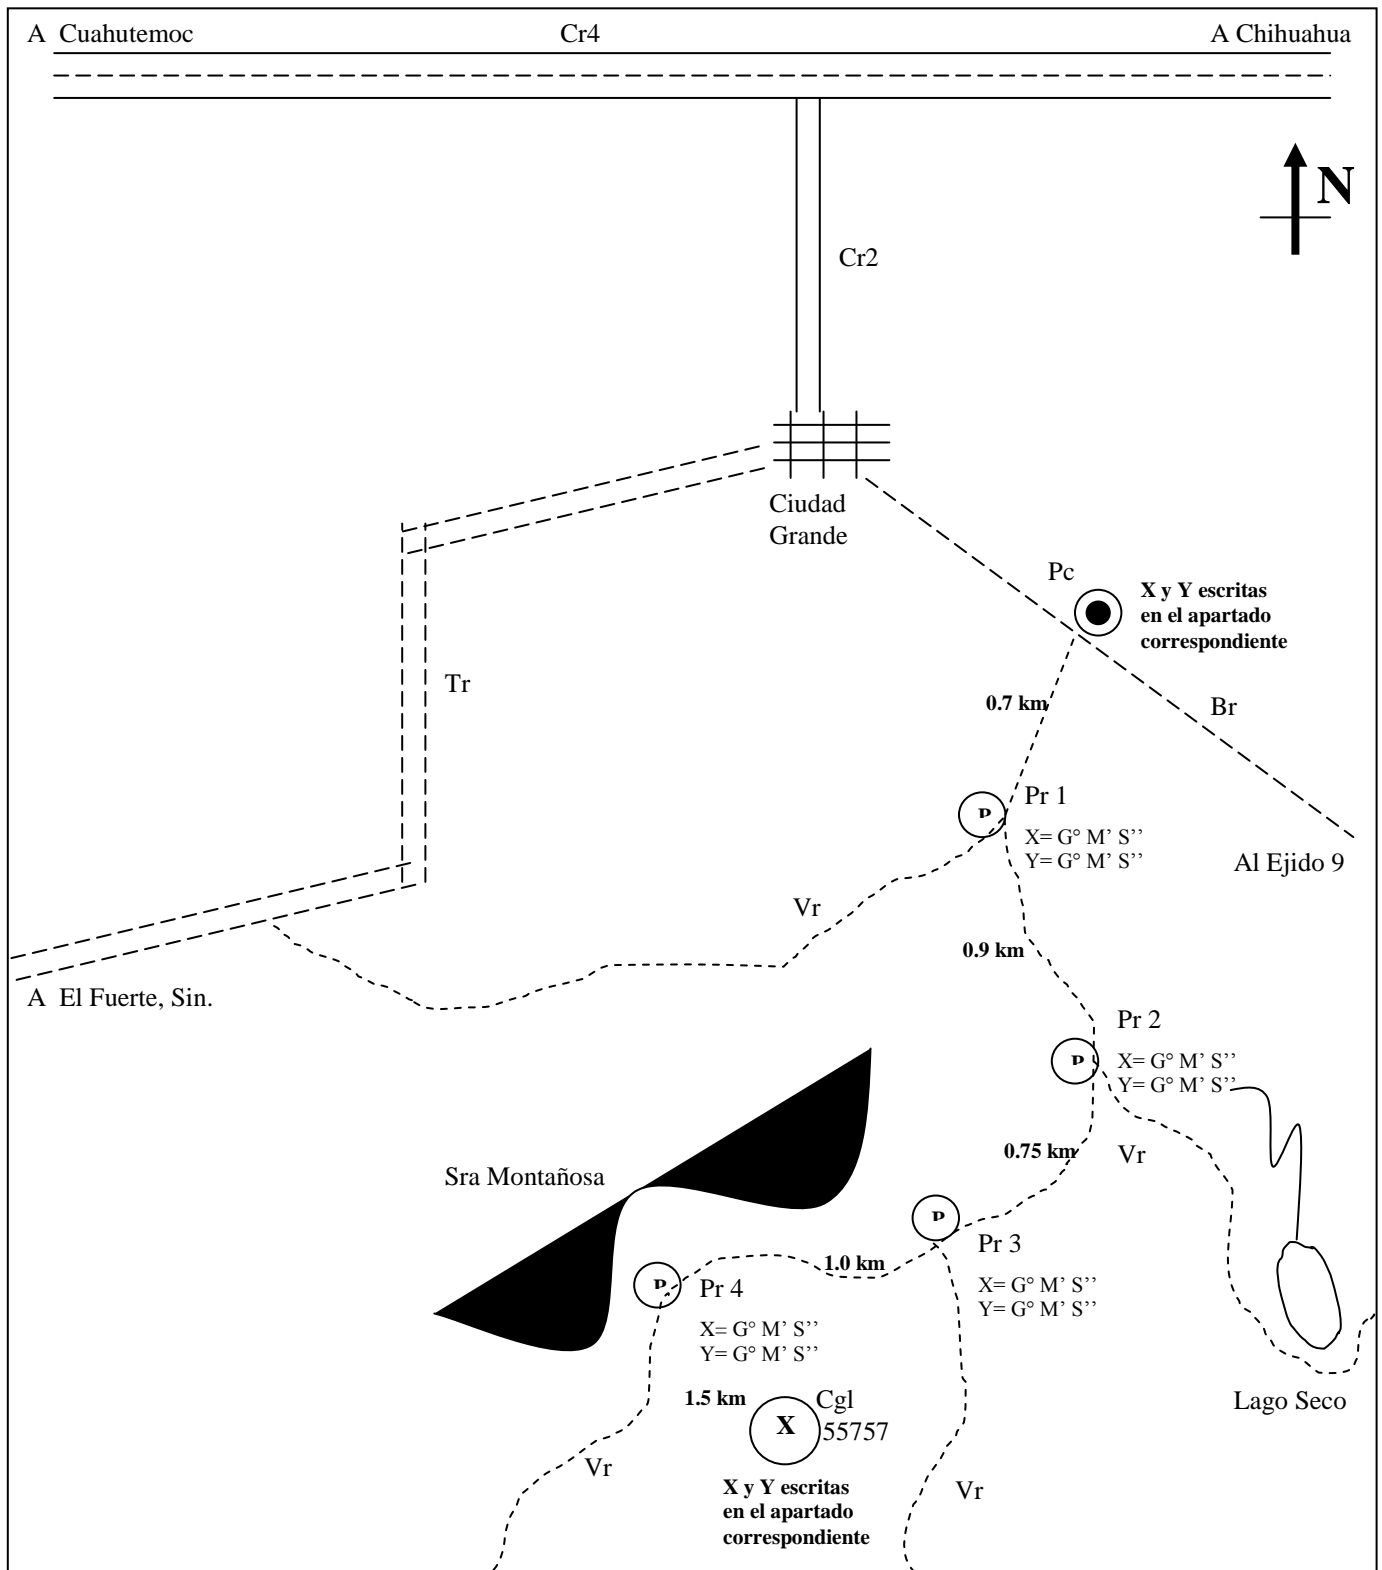 A Cuahutemoc
Cr4
A Chihuahua
N
Cr2
Ciudad
Grande
Pc
X y Y escritas
en el apartado
correspondiente
Tr
0.7 km
Br
Pr 1
X= G° M' S''
Y= G° M' S''
Al Ejido 9
Vr
0.9 km
A El Fuerte, Sin.
Pr 2
X= G° M' S''
Y= G° M' S''
0.75 km
Vr
Sra Montañosa
Pr 3
X= G° M' S''
Y= G° M' S''
1.0 km
Pr 4
X= G° M' S''
Y= G° M' S''
1.5 km
Cgl
X
55757
Lago Seco
Vr
X y Y escritas
en el apartado
correspondiente
Vr